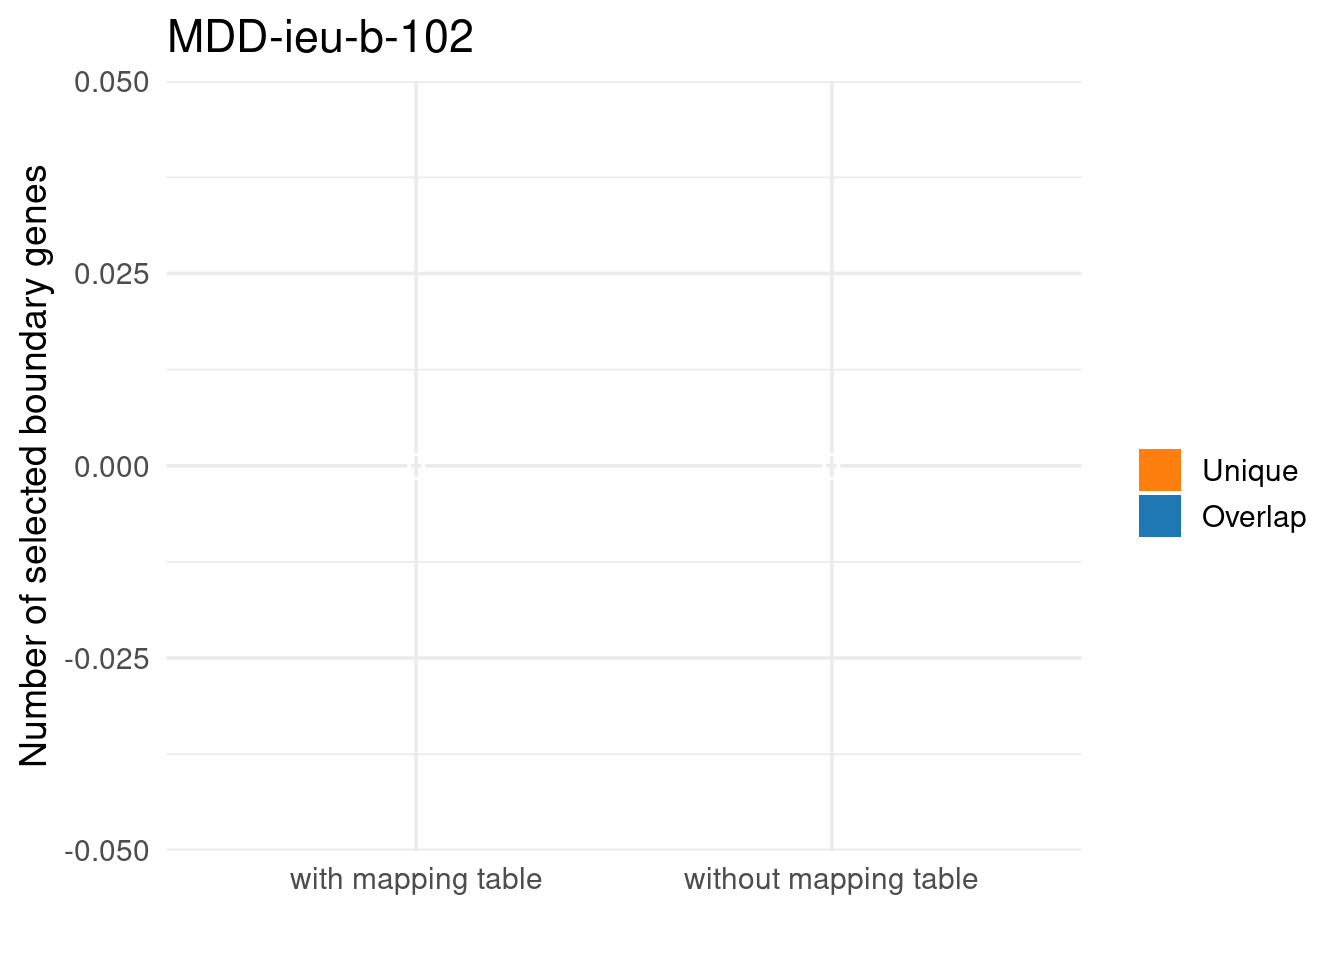 MDD-ieu-b-102
Number of selected boundary genes
0.050
0.025
0.000
-0.025
-0.050
with mapping table
without mapping table
Unique
Overlap